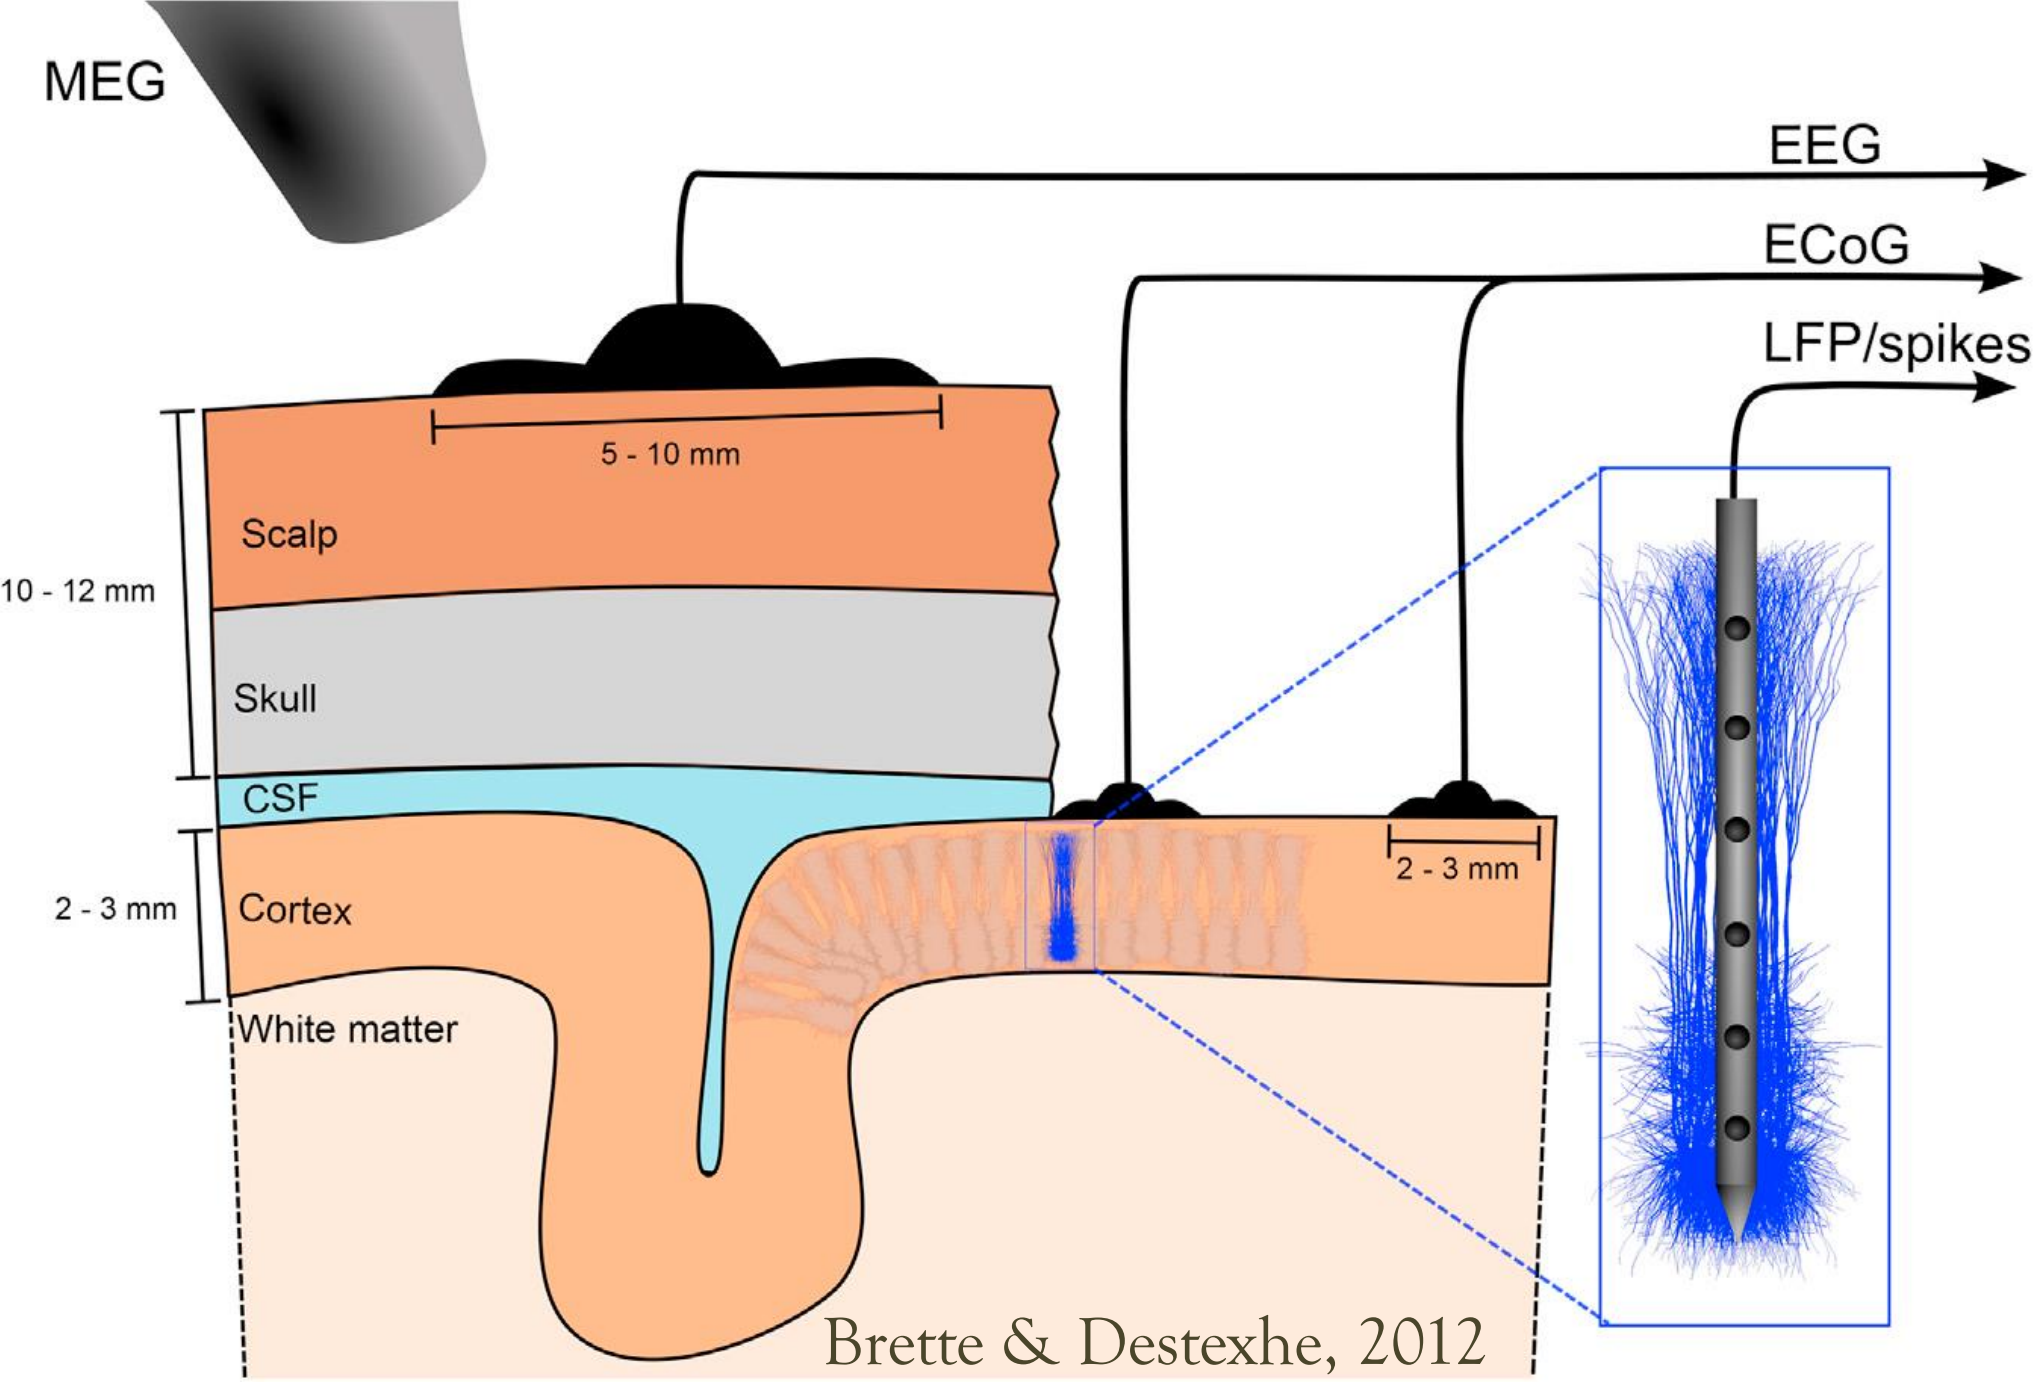 MEG
EEG
ECoG
LFP/spikes
5 - 10 mm
Scalp
10 - 12 mm
Skull
CSF
2 - 3 mm
Cortex
2 - 3 mm
White matter
Brette & Destexhe, 2012